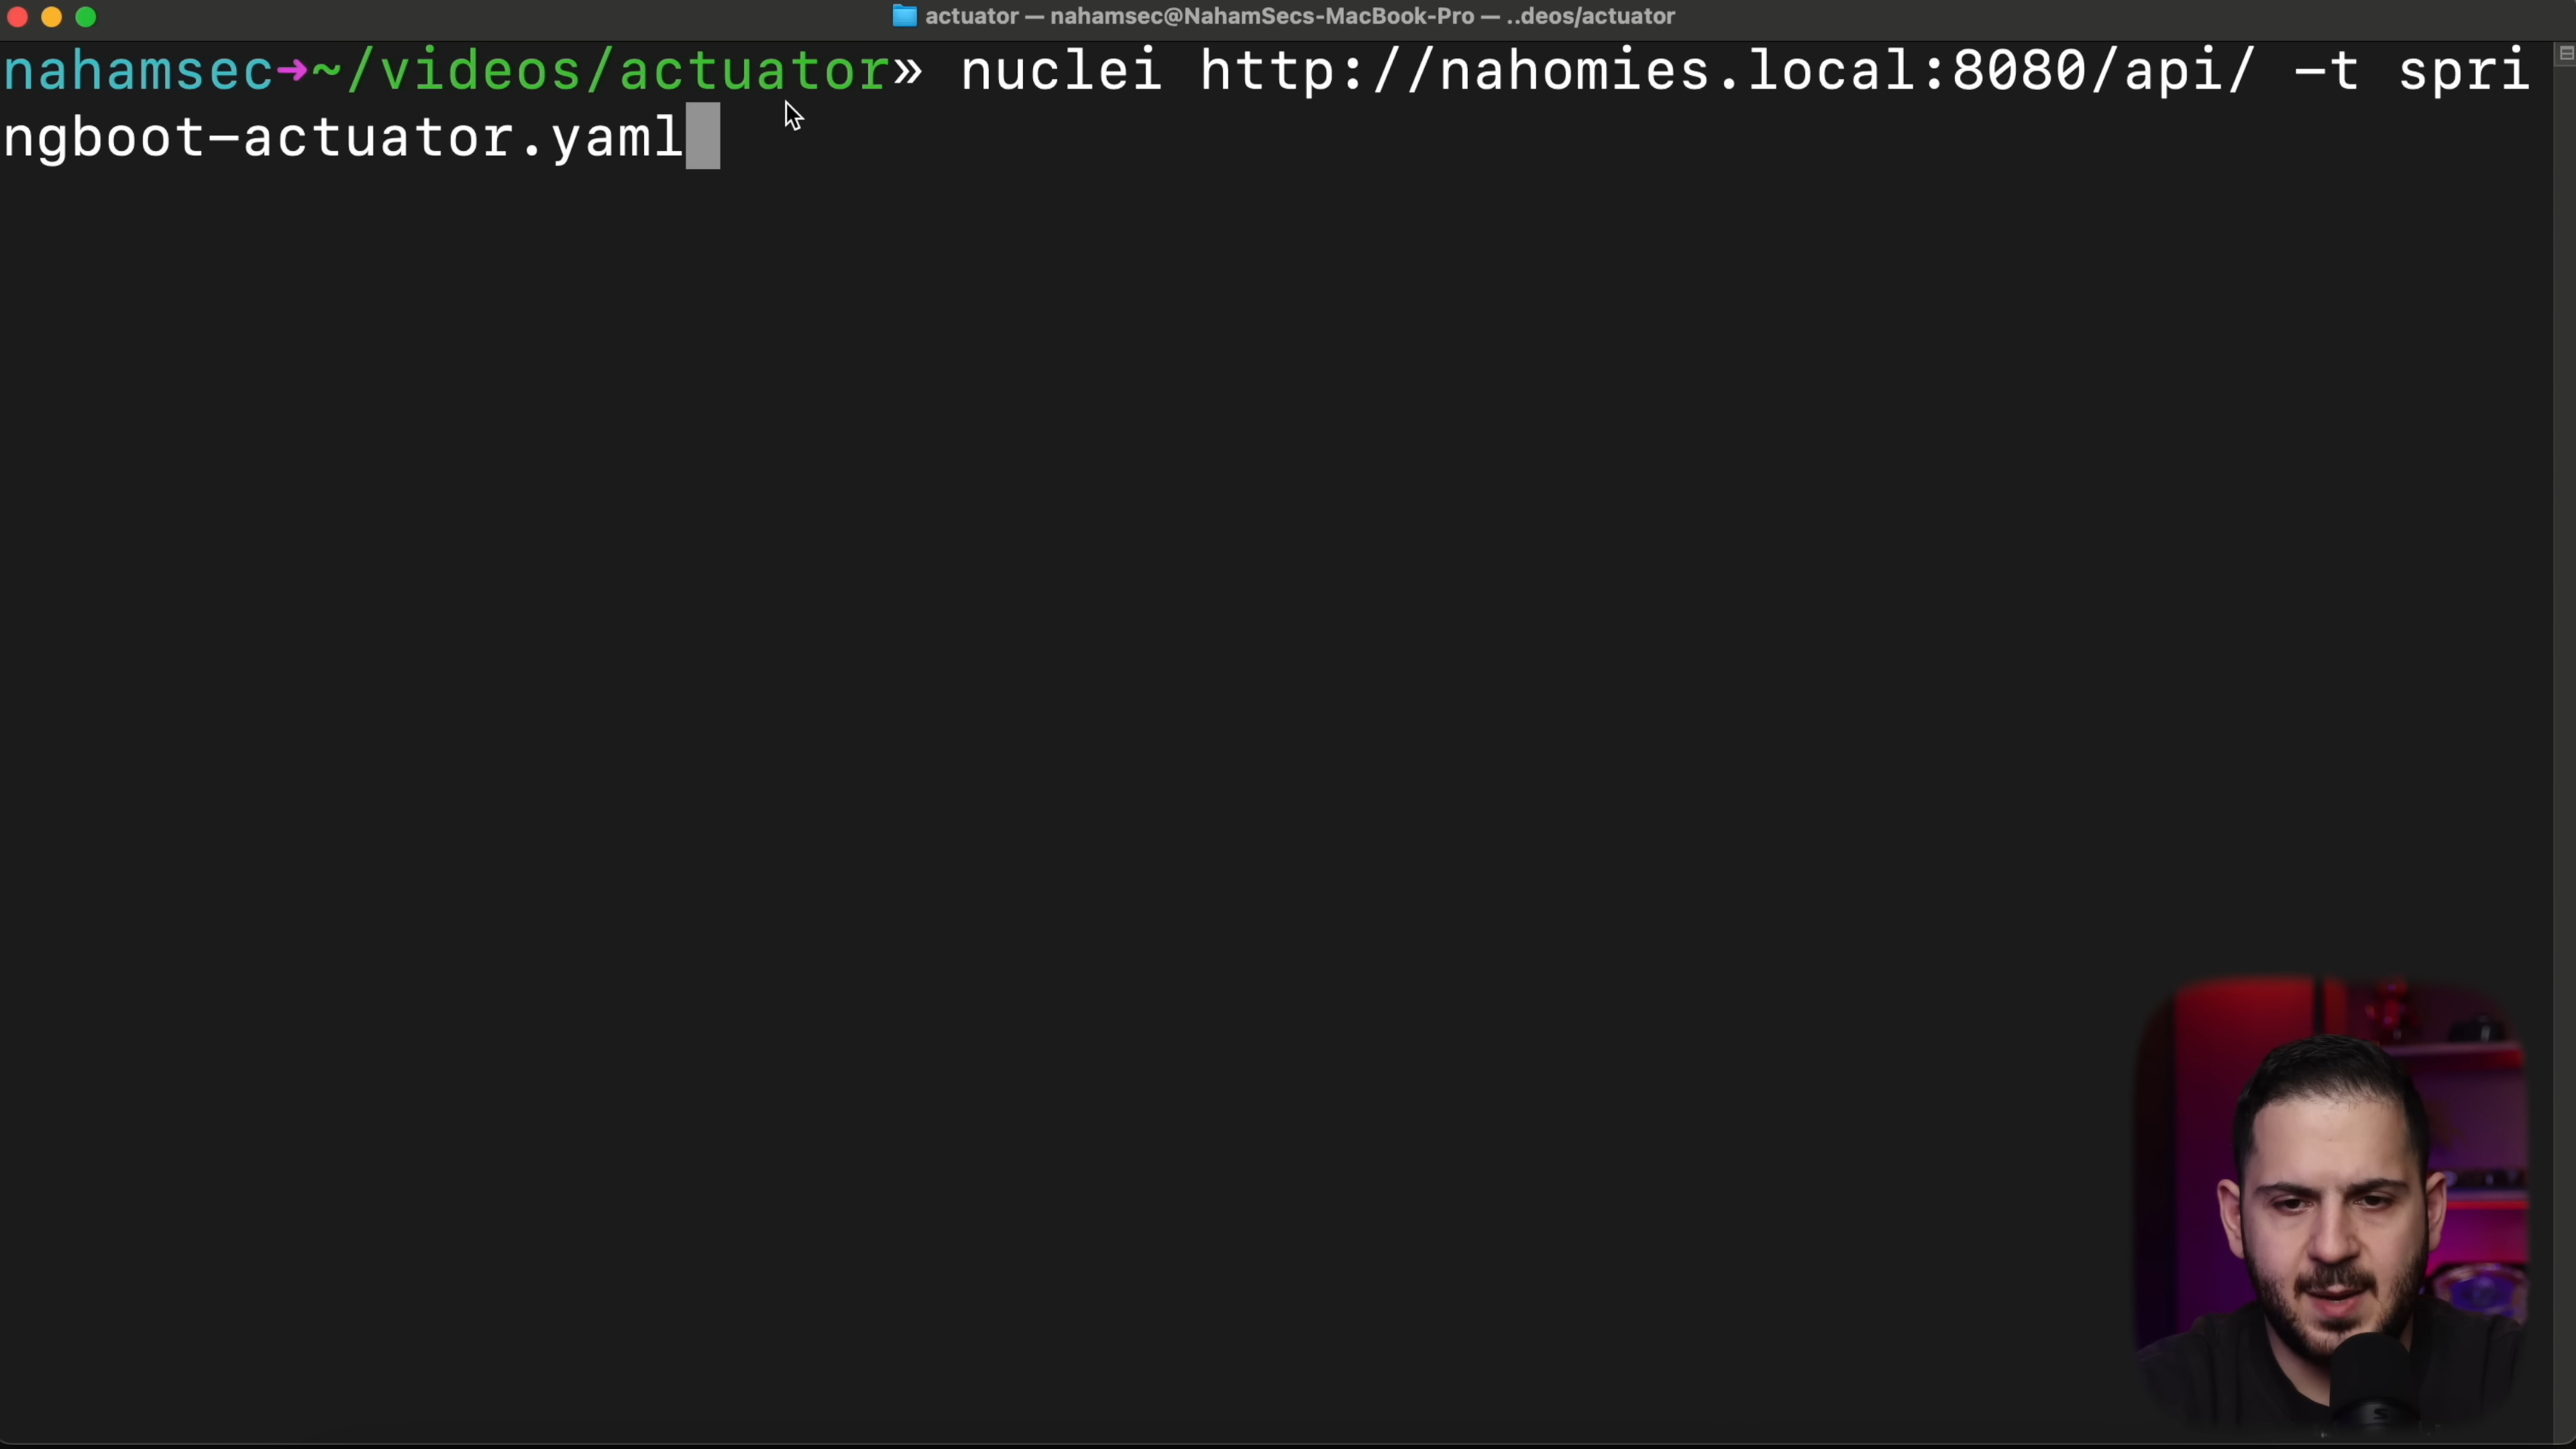 actuator — nahamsec@NahamSecs-MacBook-Pro — ..deos/actuator
nahamsec→~/videos/actuator» nuclei http://nahomies.local:8080/api/ -t spri
ngboot-actuator.yaml